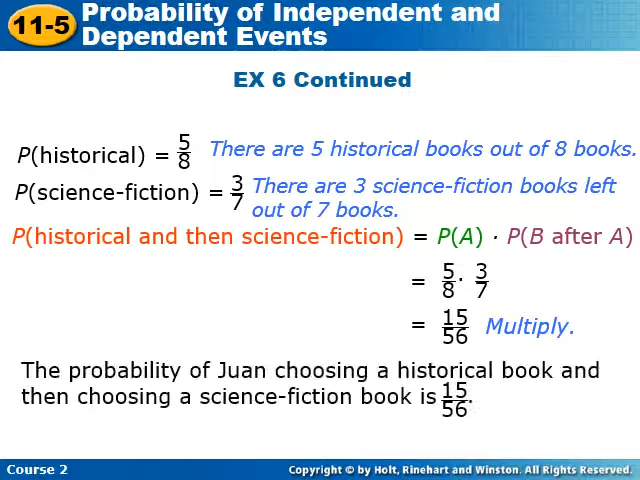 11-5 Probability of Independent and
Dependent Events
EX 6 Continued
P(historical) = 5/8 There are 5 historical books out of 8 books.
P(science-fiction) = 3/7 There are 3 science-fiction books left
out of 7 books.
P(historical and then science-fiction) = P(A) · P(B after A)
= 5/8 · 3/7
= 15/56 Multiply.
The probability of Juan choosing a historical book and
then choosing a science-fiction book is 15/56.
Course 2 Copyright © by Holt, Rinehart and Winston. All Rights Reserved.